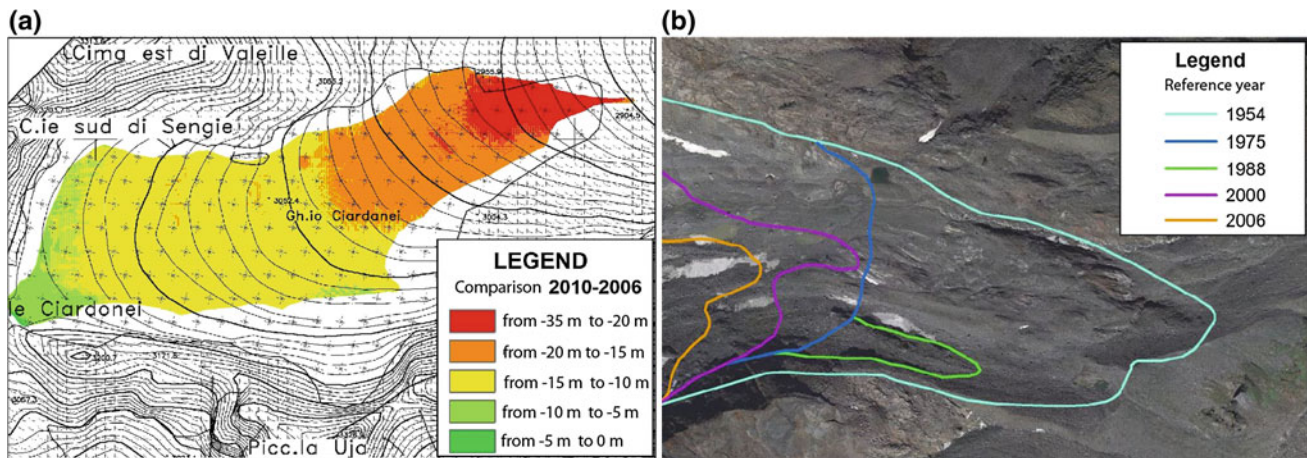 (a)
(b)
Cima est di Valeille
C.ie sud di Sengie
Gh.io Ciardanei
le Ciardonei
Picc.la Uja
LEGEND
Comparison 2010-2006
from -35 m to -20 m
from -20 m to -15 m
from -15 m to -10 m
from -10 m to -5 m
from -5 m to 0 m
Legend
Reference year
1954
1975
1988
2000
2006